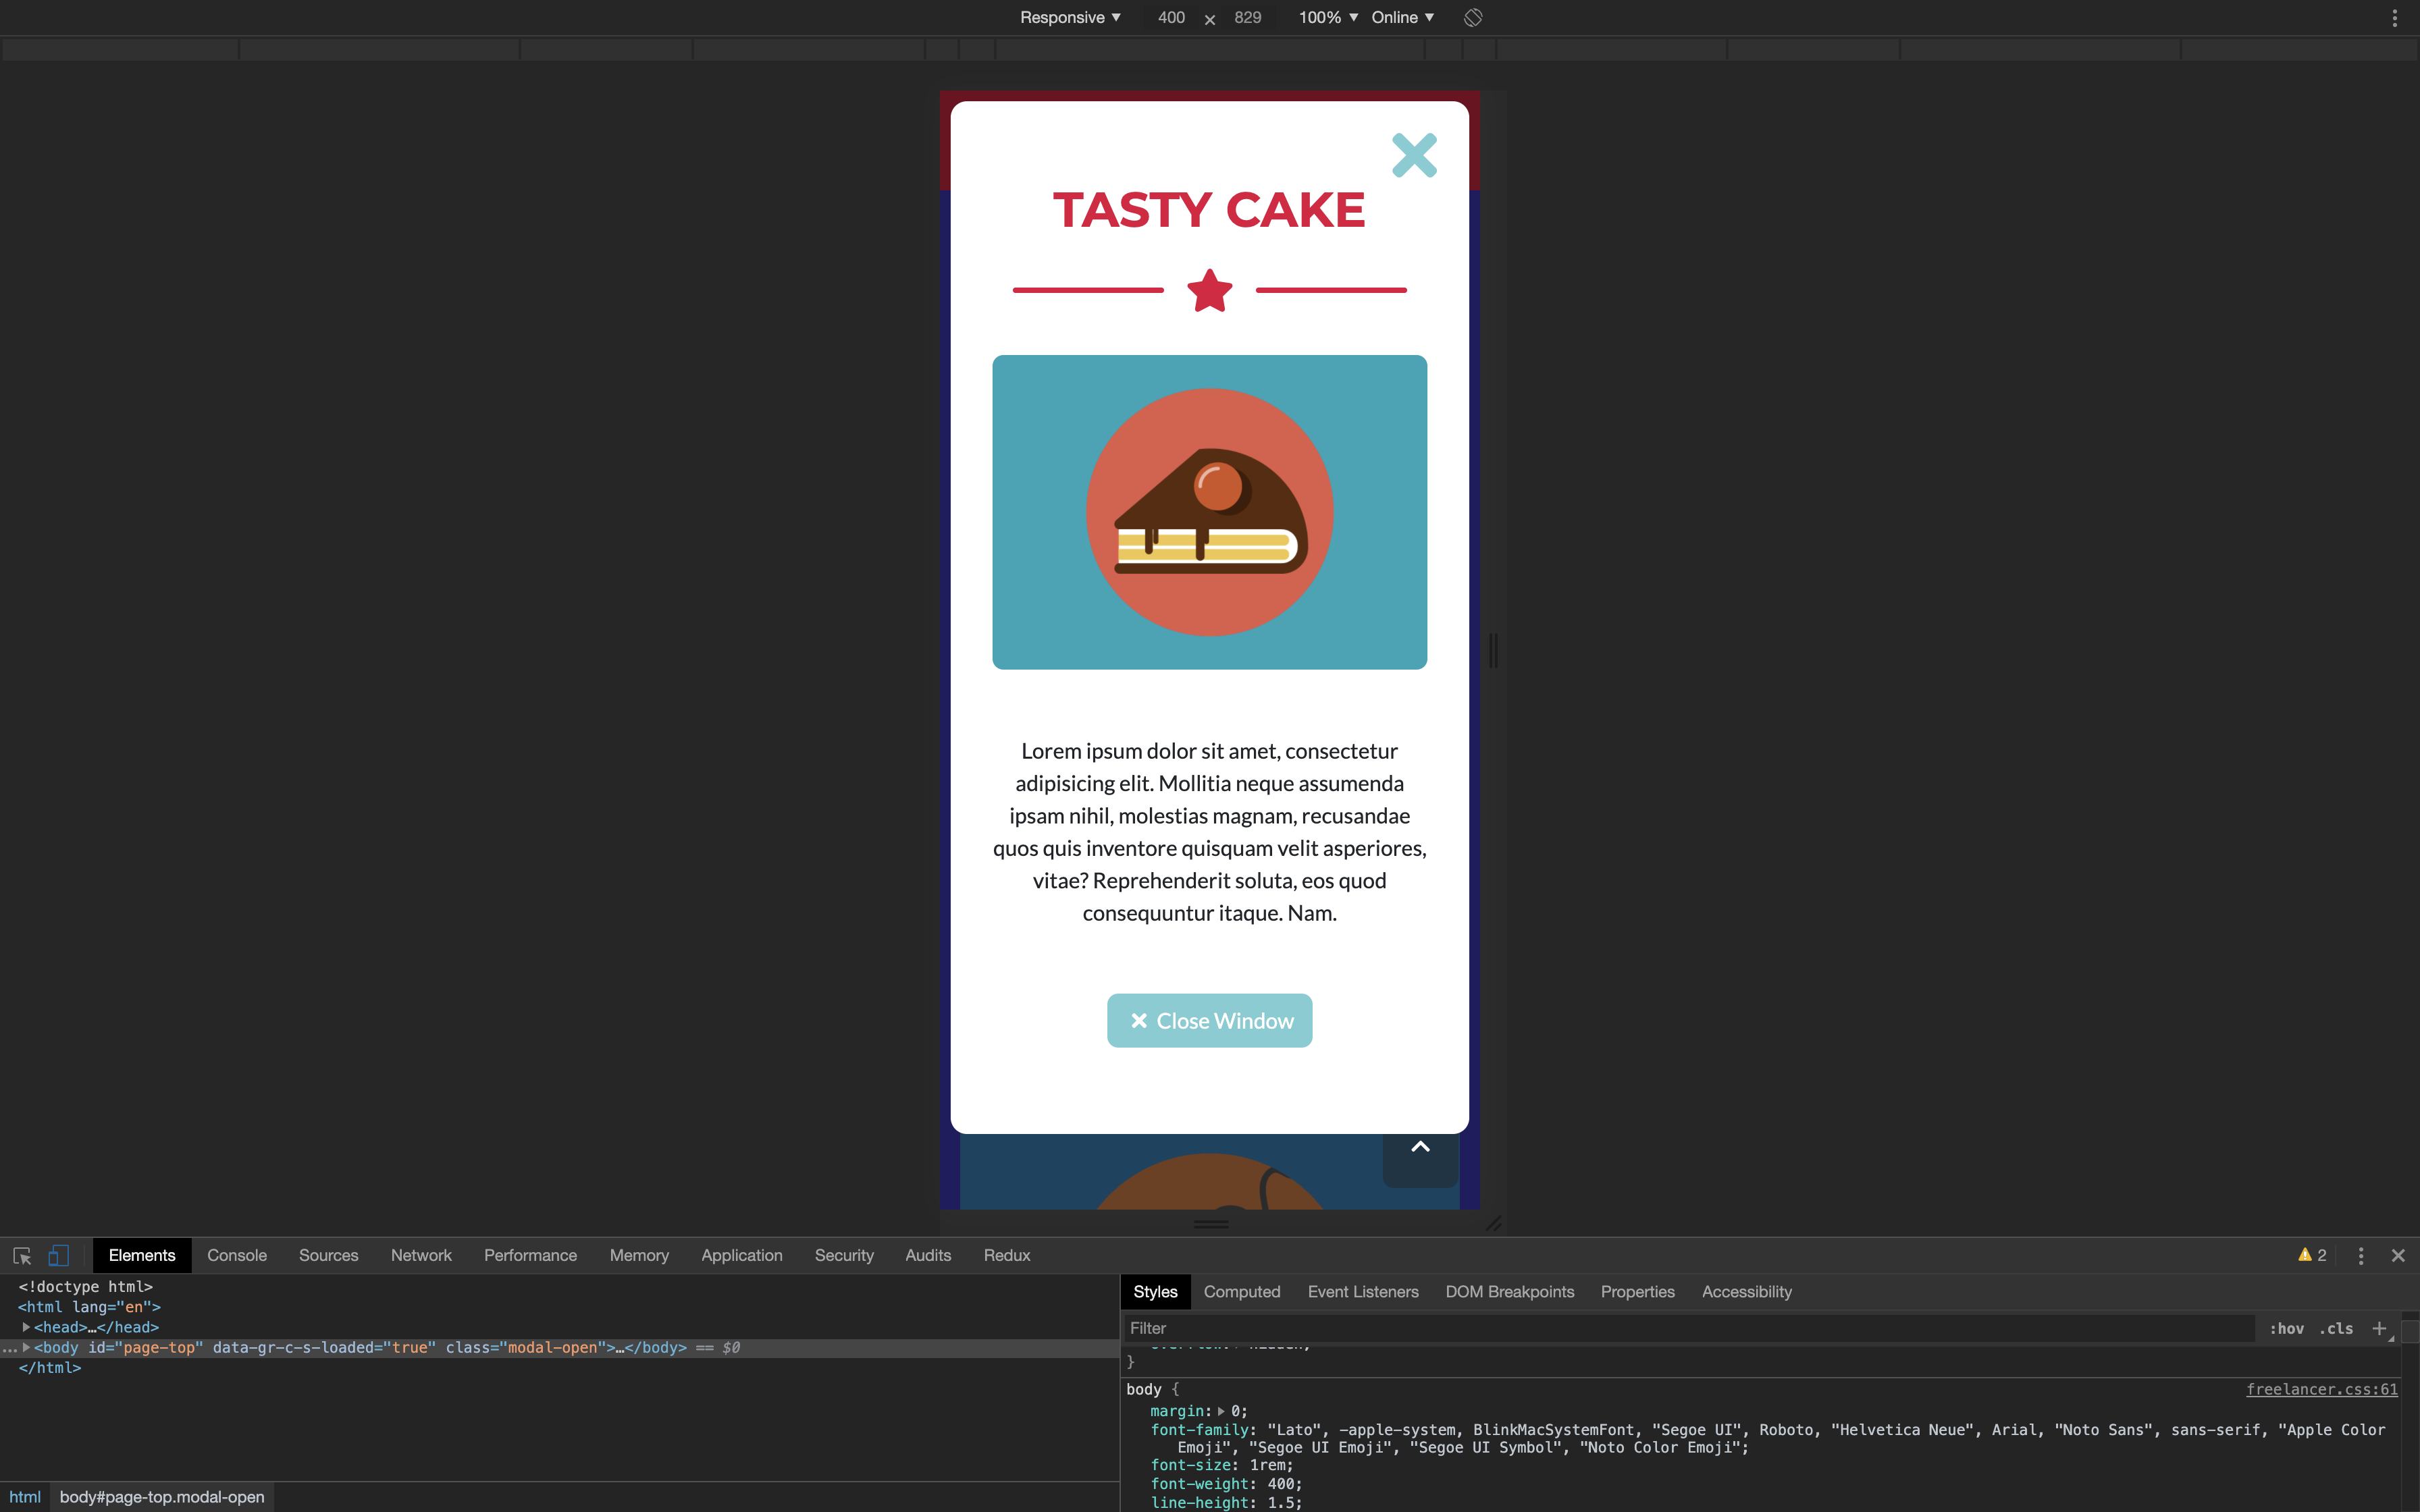 Responsive ▼ 400 × 829 100% ▼ Online ▼
TASTY CAKE
Lorem ipsum dolor sit amet, consectetur
adipisicing elit. Mollitia neque assumenda
ipsam nihil, molestias magnam, recusandae
quos quis inventore quisquam velit asperiores,
vitae? Reprehenderit soluta, eos quod
consequuntur itaque. Nam.
Close Window
Elements Console Sources Network Performance Memory Application Security Audits Redux 2
<!doctype html>
<html lang="en">
<head>…</head>
… <body id="page-top" data-gr-c-s-loaded="true" class="modal-open">…</body> == $0
</html>
html body#page-top.modal-open
Styles Computed Event Listeners DOM Breakpoints Properties Accessibility
Filter :hov .cls +
}
body { freelancer.css:61
margin: 0;
font-family: "Lato", -apple-system, BlinkMacSystemFont, "Segoe UI", Roboto, "Helvetica Neue", Arial, "Noto Sans", sans-serif, "Apple Color
Emoji", "Segoe UI Emoji", "Segoe UI Symbol", "Noto Color Emoji";
font-size: 1rem;
font-weight: 400;
line-height: 1.5;